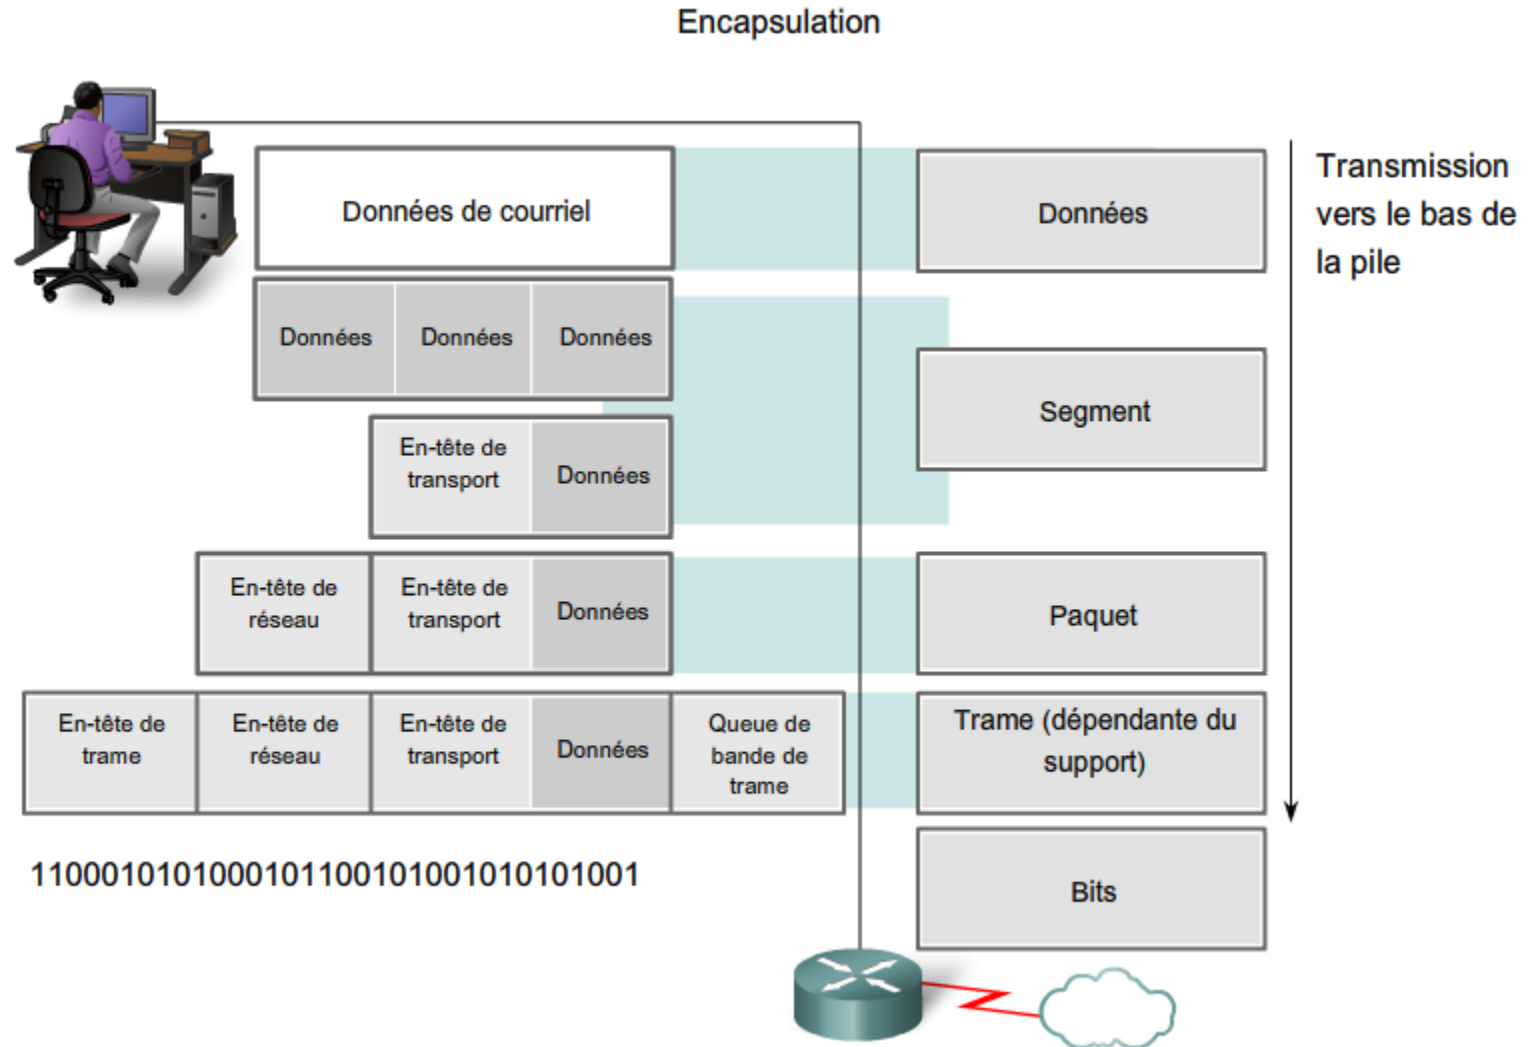 Encapsulation
Données de courriel
Données
Transmission
vers le bas de
la pile
Données
Données
Données
Segment
En-tête de
transport
Données
En-tête de
réseau
En-tête de
transport
Données
Paquet
En-tête de
trame
En-tête de
réseau
En-tête de
transport
Données
Queue de
bande de
trame
Trame (dépendante du
support)
1100010101000101100101001010101001
Bits